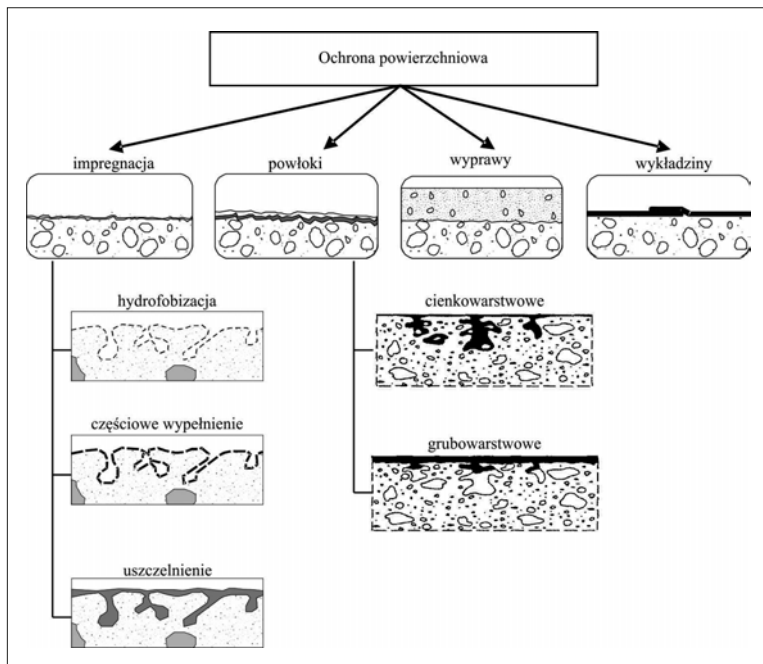 Ochrona powierzchniowa
impregnacja
powłoki
wyprawy
wykładziny
hydrofobizacja
cienkowarstwowe
częściowe wypełnienie
grubowarstwowe
uszczelnienie